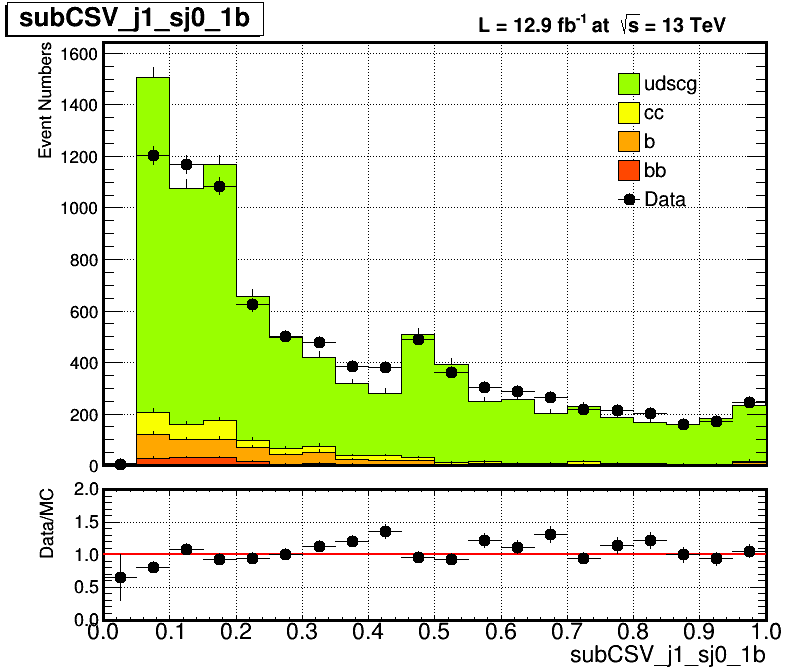 subCSV_j1_sj0_1b
L = 12.9 fb-1 at √s = 13 TeV
Event Numbers
1600
1400
1200
1000
800
600
400
200
0
udscg
cc
b
bb
Data
Data/MC
2.0
1.5
1.0
0.5
0.0
0.0 0.1 0.2 0.3 0.4 0.5 0.6 0.7 0.8 0.9 1.0
subCSV_j1_sj0_1b